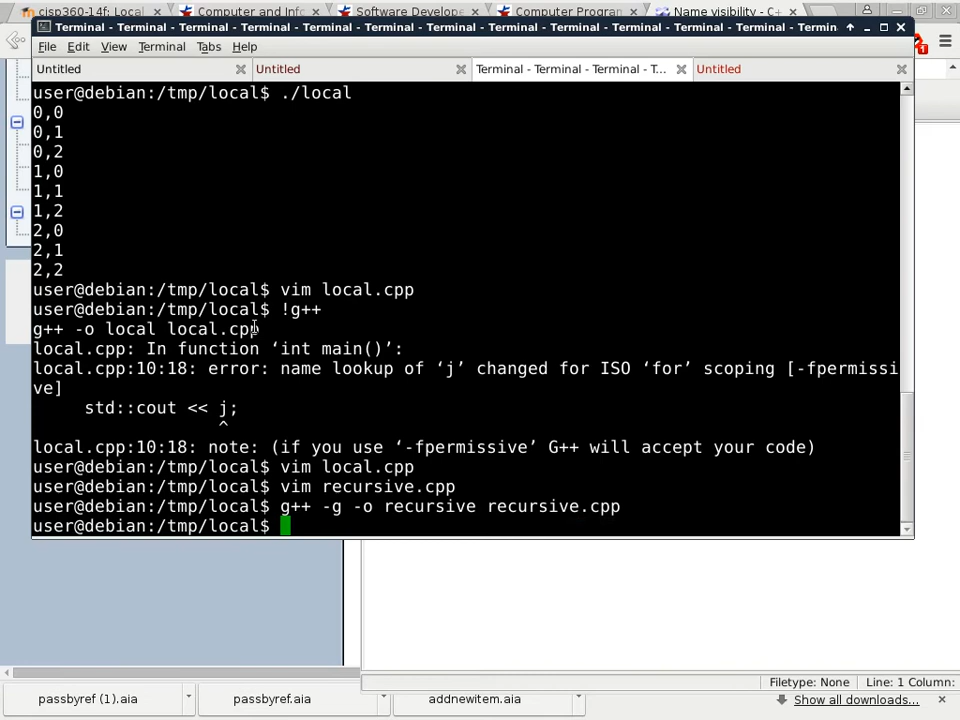 cisp360-14f: Loca
Computer and Info
Software Develope
Computer Program
Name visibility - C+
Terminal - Terminal - Terminal - Terminal - Terminal - Terminal - Terminal - Terminal - Terminal - Termin
File Edit View Terminal Tabs Help
Untitled
Untitled
Terminal - Terminal - Terminal - T...
Untitled
user@debian:/tmp/local$ ./local
0,0
0,1
0,2
1,0
1,1
1,2
2,0
2,1
2,2
user@debian:/tmp/local$ vim local.cpp
user@debian:/tmp/local$ !g++
g++ -o local local.cpp
local.cpp: In function ‘int main()’:
local.cpp:10:18: error: name lookup of ‘j’ changed for ISO ‘for’ scoping [-fpermissi
ve]
std::cout << j;
^
local.cpp:10:18: note: (if you use ‘-fpermissive’ G++ will accept your code)
user@debian:/tmp/local$ vim local.cpp
user@debian:/tmp/local$ vim recursive.cpp
user@debian:/tmp/local$ g++ -g -o recursive recursive.cpp
user@debian:/tmp/local$
Filetype: None
Line: 1 Column:
passbyref (1).aia
passbyref.aia
addnewitem.aia
Show all downloads...